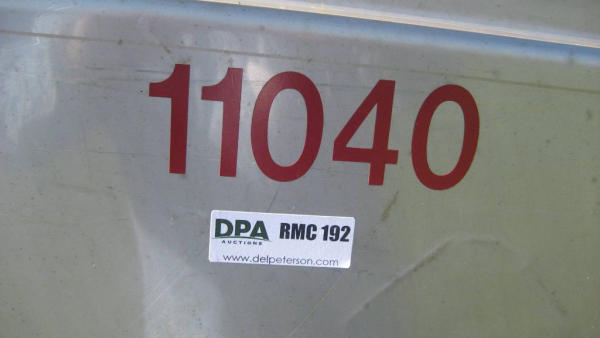 11040
DPA RMC 192
AUCTIONS
www.delpeterson.com